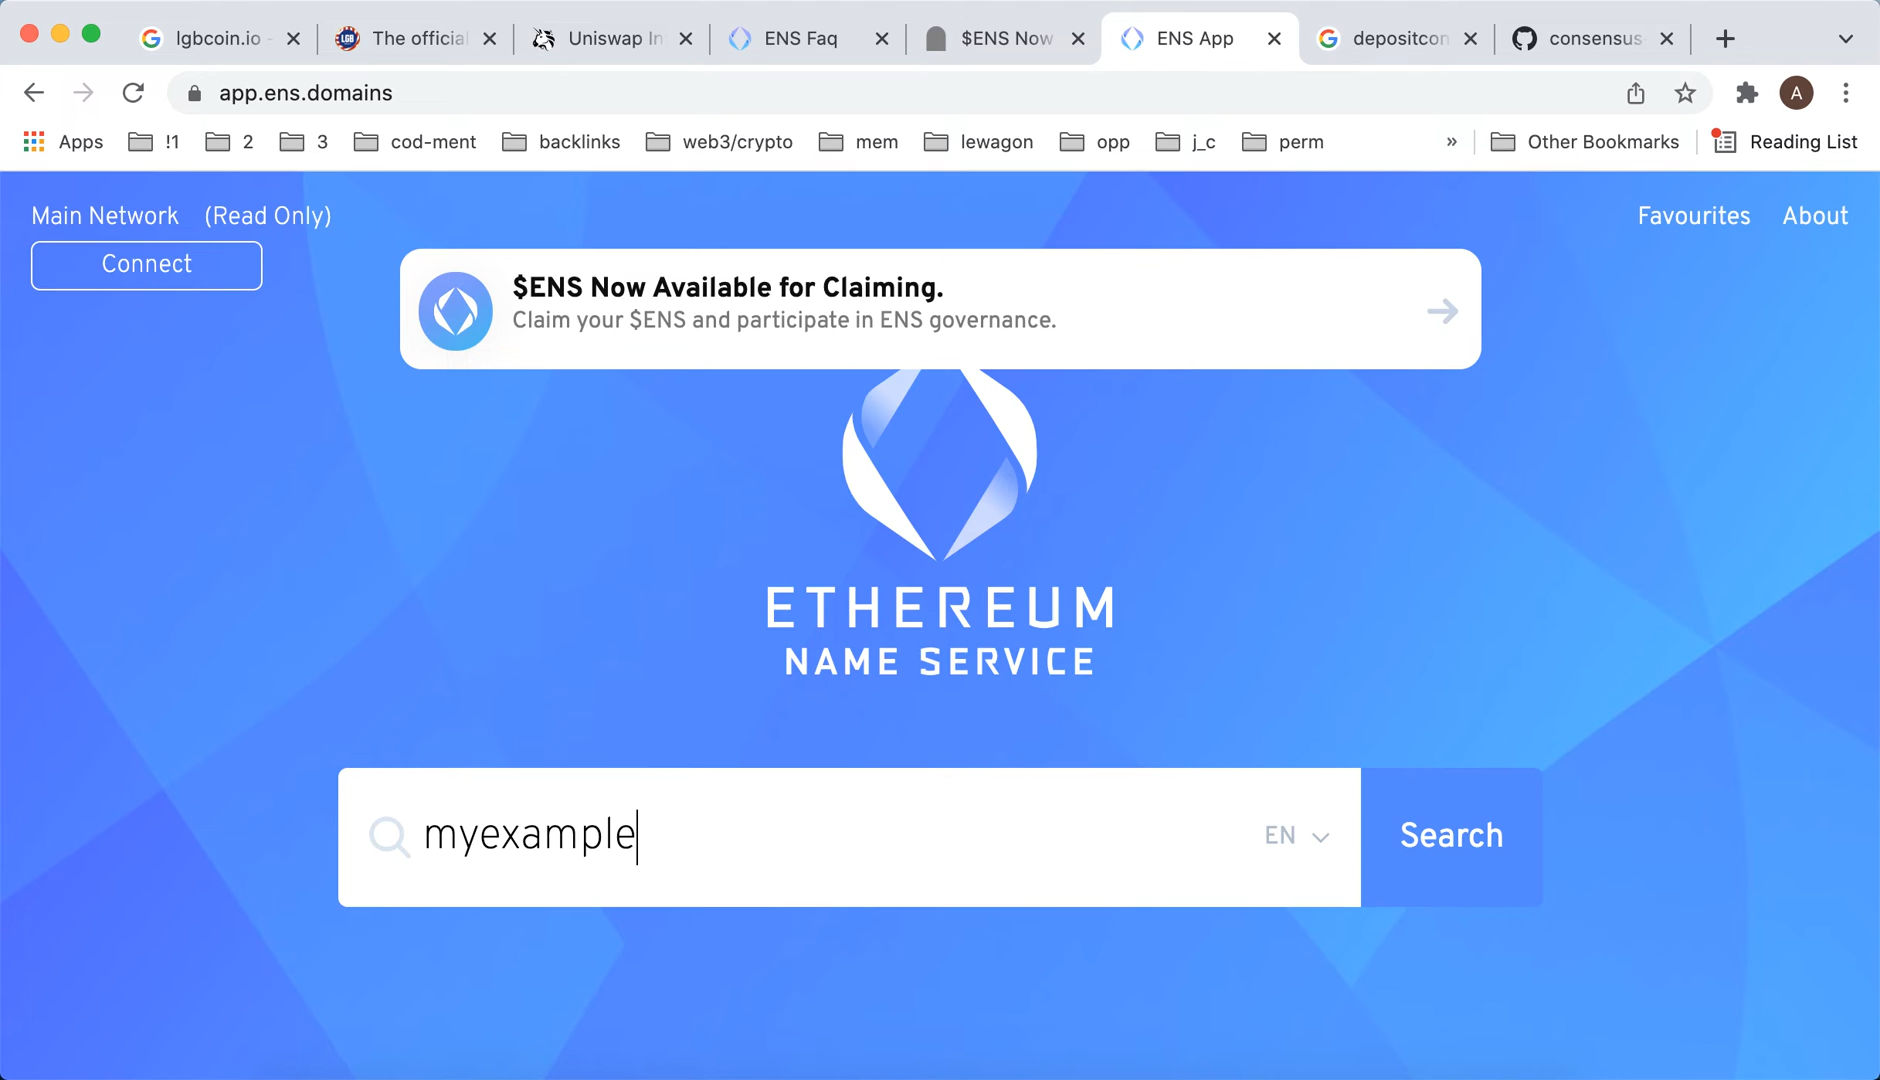 lgbcoin.io -
The official
LGB
Uniswap In
ENS Faq
$ENS Now
ENS App
depositcon
consensus-
app.ens.domains
A
Apps
!1
2
3
cod-ment
backlinks
web3/crypto
mem
lewagon
opp
j_c
perm
»
Other Bookmarks
Reading List
Main Network (Read Only)
Favourites
About
Connect
$ENS Now Available for Claiming.
Claim your $ENS and participate in ENS governance.
ETHEREUM
NAME SERVICE
myexample
EN
Search